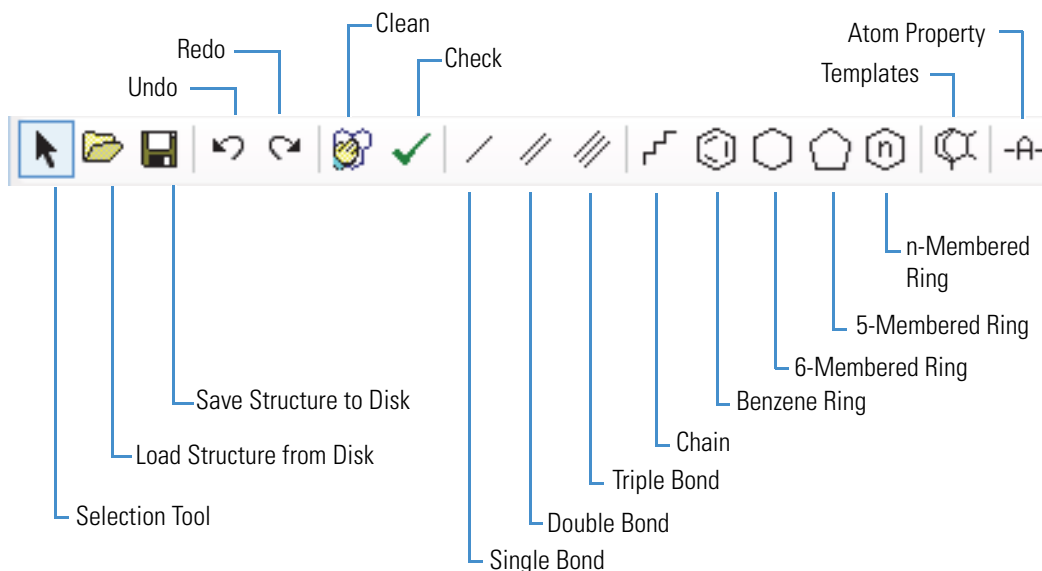 Clean
Atom Property
Redo
Check
Templates
Undo
n
-A-
n-Membered
Ring
5-Membered Ring
6-Membered Ring
Save Structure to Disk
Benzene Ring
Chain
Load Structure from Disk
Triple Bond
Selection Tool
Double Bond
Single Bond